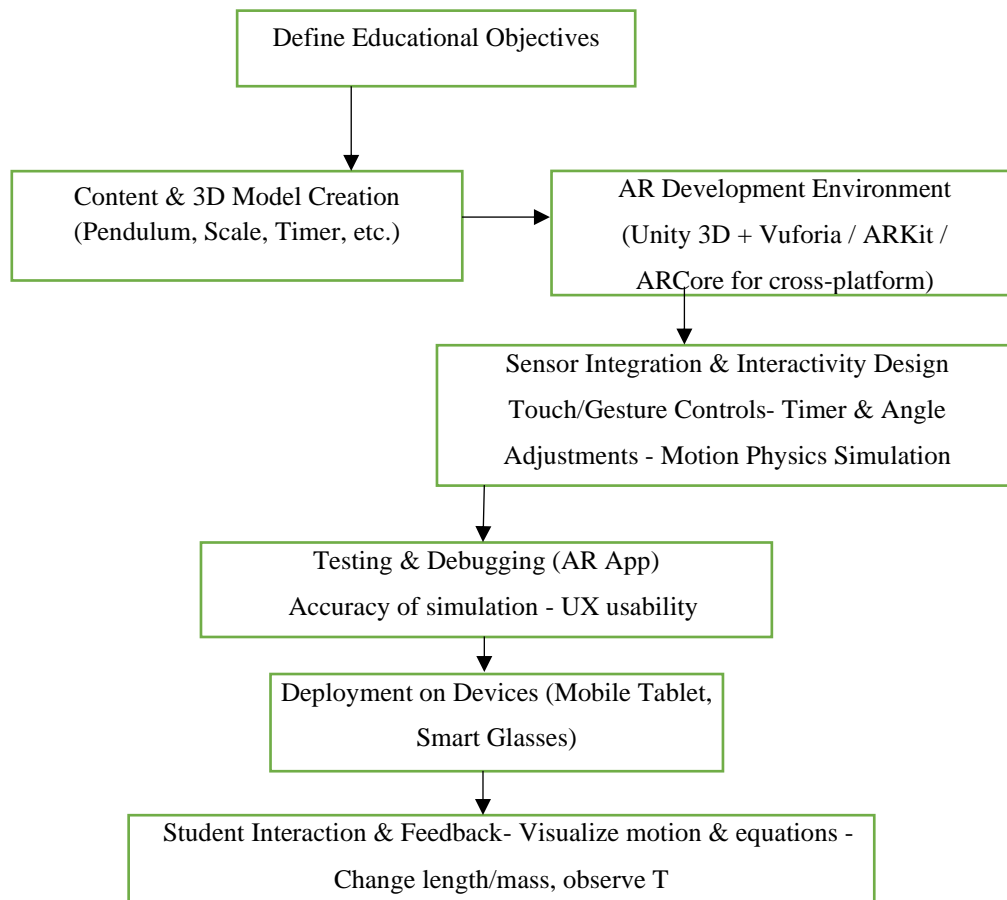 Define Educational Objectives
Content & 3D Model Creation
(Pendulum, Scale, Timer, etc.)
AR Development Environment
(Unity 3D + Vuforia / ARKit /
ARCore for cross-platform)
Sensor Integration & Interactivity Design
Touch/Gesture Controls- Timer & Angle
Adjustments - Motion Physics Simulation
Testing & Debugging (AR App)
Accuracy of simulation - UX usability
Deployment on Devices (Mobile Tablet,
Smart Glasses)
Student Interaction & Feedback- Visualize motion & equations -
Change length/mass, observe T